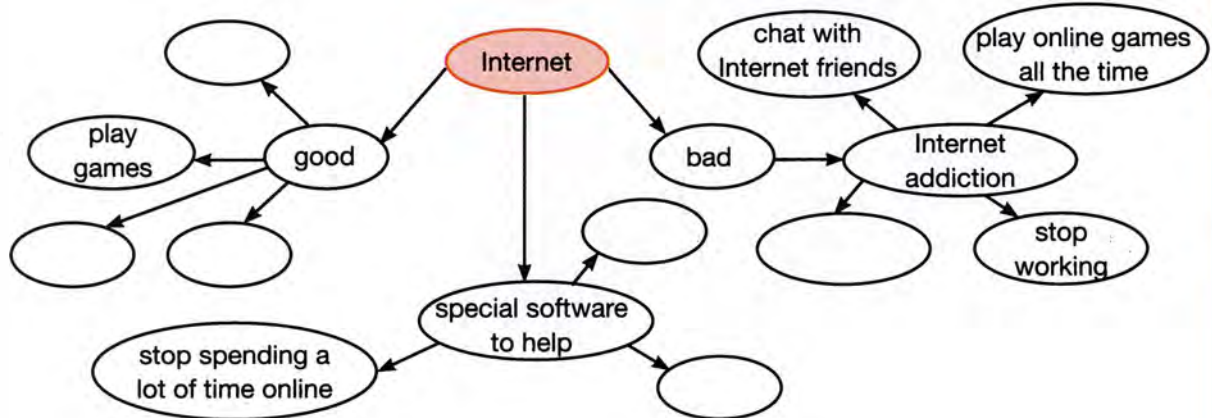 Internet
chat with
Internet friends
play online games
all the time
play
games
good
bad
Internet
addiction
stop
working
special software
to help
stop spending a
lot of time online